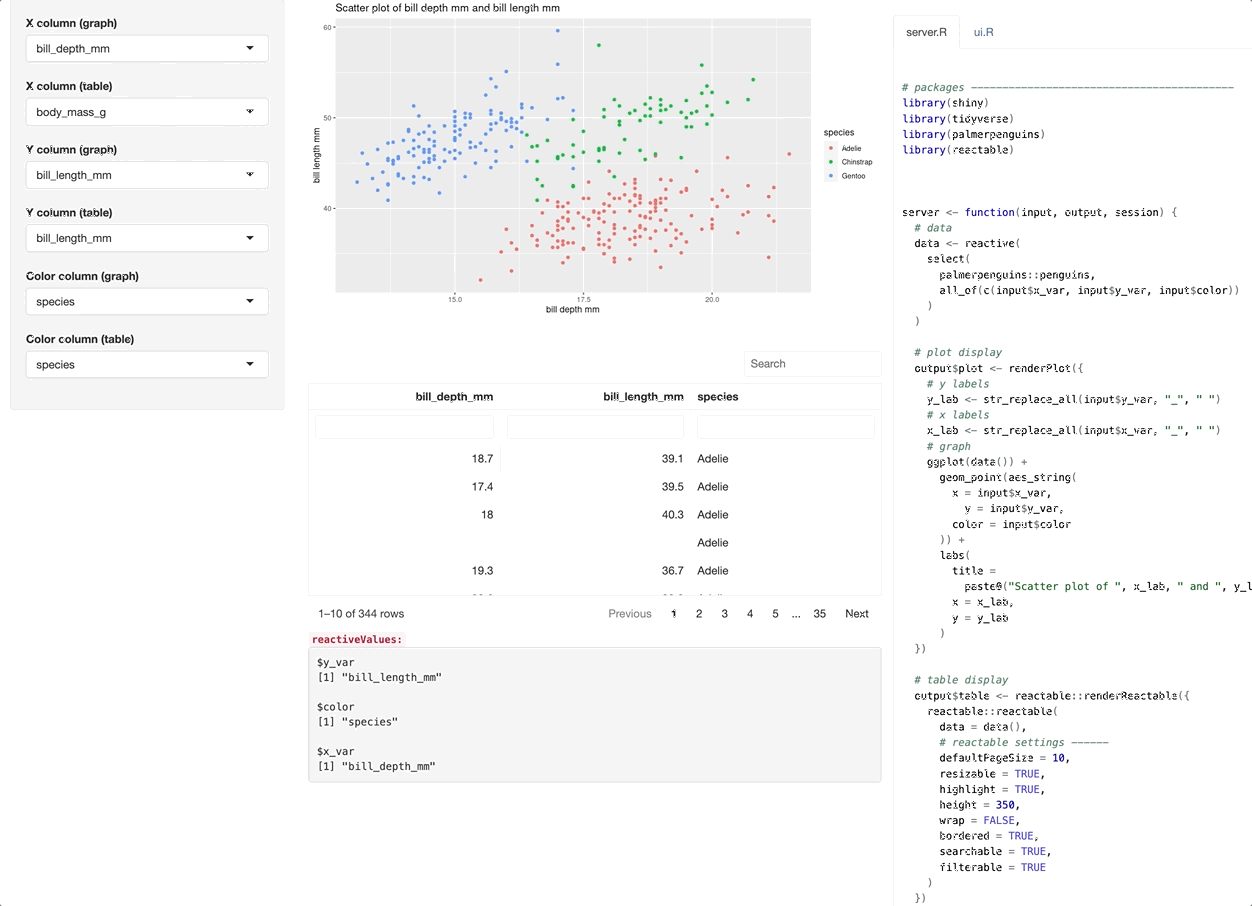 X column (graph)
bill_depth_mm
X column (table)
body_mass_g
Y column (graph)
bill_length_mm
Y column (table)
bill_length_mm
Color column (graph)
species
Color column (table)
species
Scatter plot of bill depth mm and bill length mm
60
50
40
bill length mm
15.0
17.5
20.0
bill depth mm
species
Adelie
Chinstrap
Gentoo
Search
bill_depth_mm bill_length_mm species
18.7 39.1 Adelie
17.4 39.5 Adelie
18 40.3 Adelie
Adelie
19.3 36.7 Adelie
1–10 of 344 rows Previous 1 2 3 4 5 ... 35 Next
reactiveValues:
$y_var
[1] "bill_length_mm"
$color
[1] "species"
$x_var
[1] "bill_depth_mm"
server.R ui.R
# packages ------------------------------------------
library(shiny)
library(tidyverse)
library(palmerpenguins)
library(reactable)
server <- function(input, output, session) {
# data
data <- reactive(
select(
palmerpenguins::penguins,
all_of(c(input$x_var, input$y_var, input$color))
)
)
# plot display
output$plot <- renderPlot({
# y labels
y_lab <- str_replace_all(input$y_var, "_", " ")
# x labels
x_lab <- str_replace_all(input$x_var, "_", " ")
# graph
ggplot(data()) +
geom_point(aes_string(
x = input$x_var,
y = input$y_var,
color = input$color
)) +
labs(
title =
paste0("Scatter plot of ", x_lab, " and ", y_l
x = x_lab,
y = y_lab
)
})
# table display
output$table <- reactable::renderReactable({
reactable::reactable(
data = data(),
# reactable settings ------
defaultPageSize = 10,
resizable = TRUE,
highlight = TRUE,
height = 350,
wrap = FALSE,
bordered = TRUE,
searchable = TRUE,
filterable = TRUE
)
})